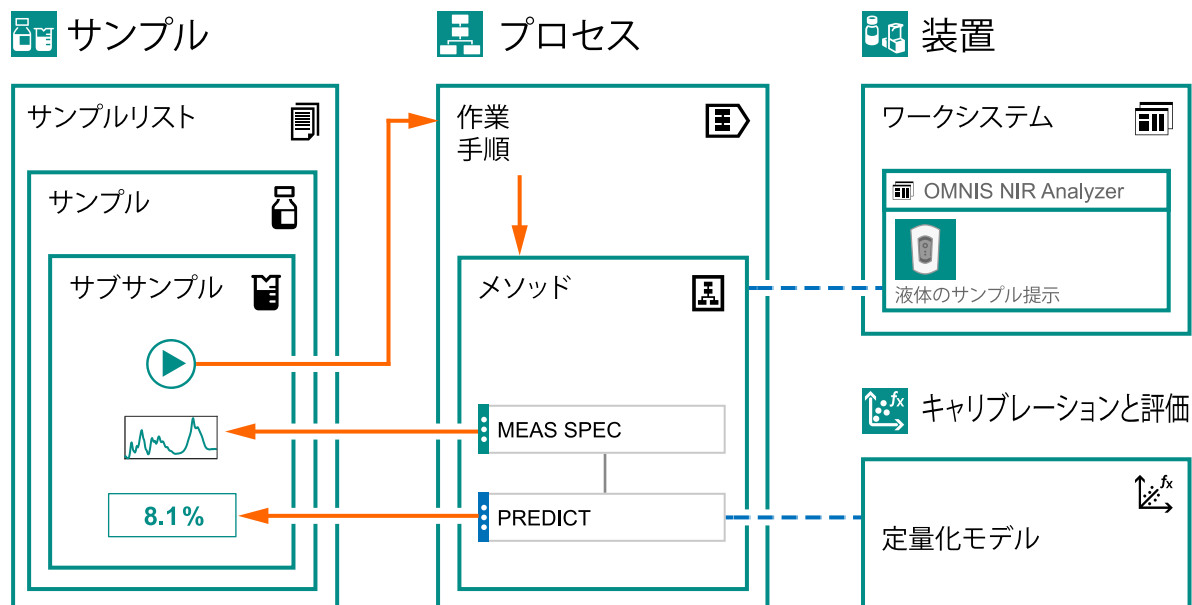 サンプル
プロセス
装置
サンプルリスト
サンプル
サブサンプル
8.1%
作業
手順
メソッド
MEAS SPEC
PREDICT
ワークシステム
OMNIS NIR Analyzer
液体のサンプル提示
fx
キャリブレーションと評価
fx
定量化モデル